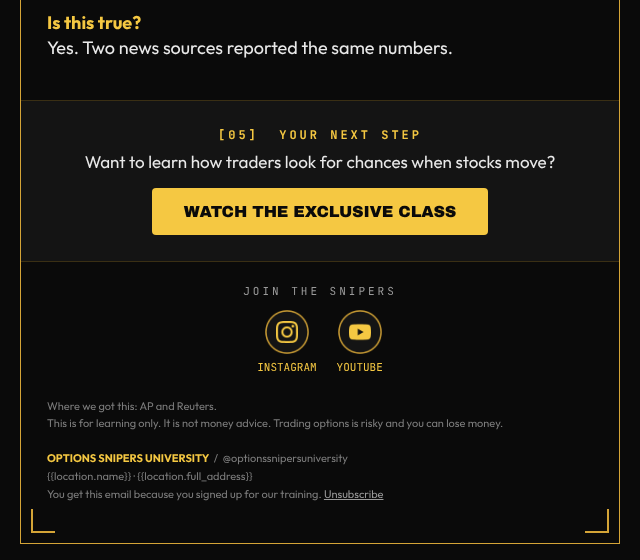 Is this true?
Yes. Two news sources reported the same numbers.
[05] YOUR NEXT STEP
Want to learn how traders look for chances when stocks move?
WATCH THE EXCLUSIVE CLASS
JOIN THE SNIPERS
INSTAGRAM YOUTUBE
Where we got this: AP and Reuters.
This is for learning only. It is not money advice. Trading options is risky and you can lose money.
OPTIONS SNIPERS UNIVERSITY / @optionssnipersuniversity
{{location.name}} · {{location.full_address}}
You get this email because you signed up for our training. Unsubscribe